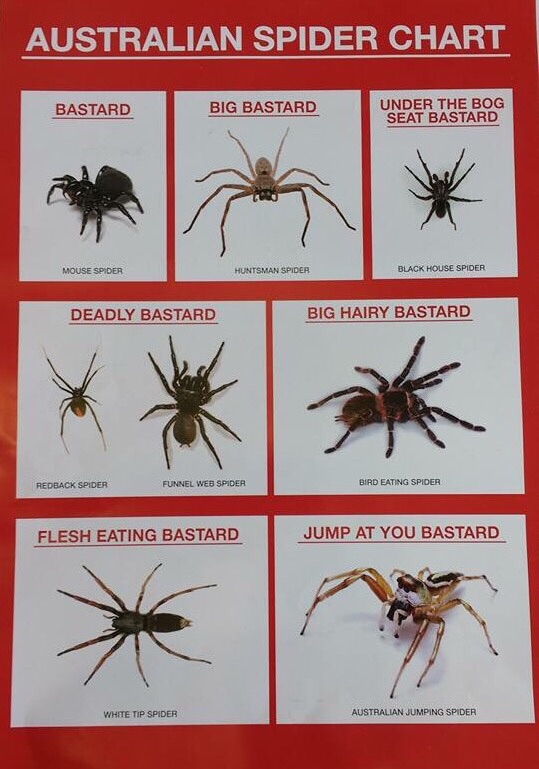 AUSTRALIAN SPIDER CHART
BASTARD
MOUSE SPIDER
BIG BASTARD
HUNTSMAN SPIDER
UNDER THE BOG
SEAT BASTARD
BLACK HOUSE SPIDER
DEADLY BASTARD
REDBACK SPIDER
FUNNEL WEB SPIDER
BIG HAIRY BASTARD
BIRD EATING SPIDER
FLESH EATING BASTARD
WHITE TIP SPIDER
JUMP AT YOU BASTARD
AUSTRALIAN JUMPING SPIDER